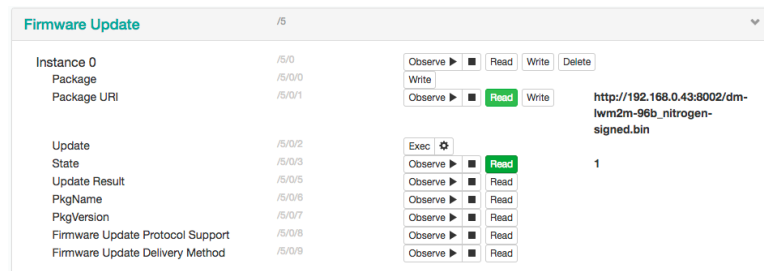 Firmware Update /5
Instance 0 /5/0 Observe Read Write Delete
Package /5/0/0 Write
Package URI /5/0/1 Observe Read Write http://192.168.0.43:8002/dm-
lwm2m-96b_nitrogen-
signed.bin
Update /5/0/2 Exec
State /5/0/3 Observe Read 1
Update Result /5/0/5 Observe Read
PkgName /5/0/6 Observe Read
PkgVersion /5/0/7 Observe Read
Firmware Update Protocol Support /5/0/8 Observe Read
Firmware Update Delivery Method /5/0/9 Observe Read